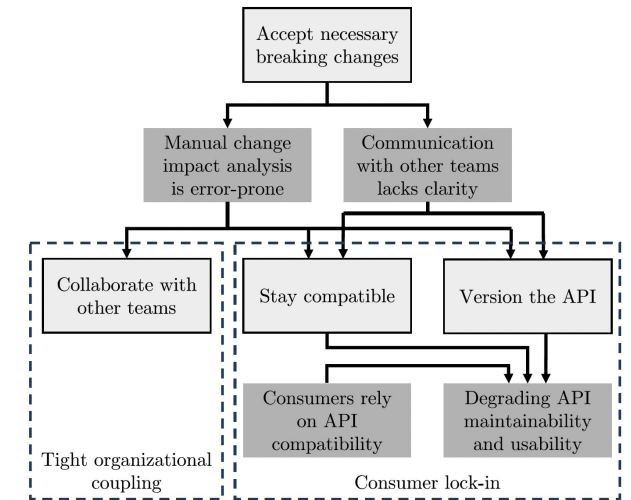 Accept necessary
breaking changes
Manual change
impact analysis
is error-prone
Communication
with other teams
lacks clarity
Collaborate with
other teams
Stay compatible
Version the API
Consumers rely
on API
compatibility
Degrading API
maintainability
and usability
Tight organizational
coupling
Consumer lock-in